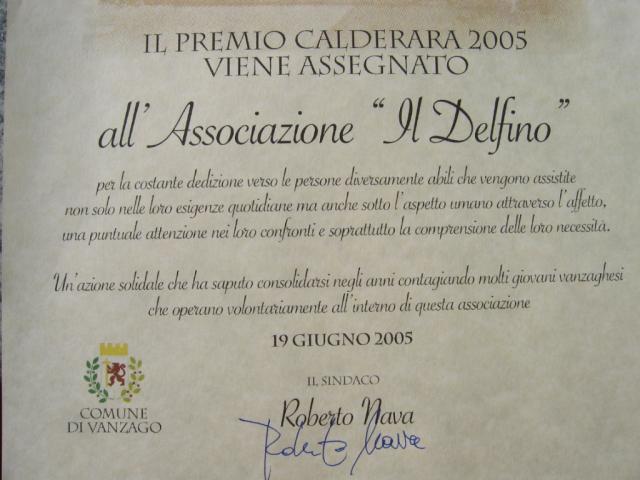 IL PREMIO CALDERARA 2005
VIENE ASSEGNATO
all' Associazione "Il Delfino"
per la costante dedizione verso le persone diversamente abili che vengono assistite
non solo nelle loro esigenze quotidiane ma anche sotto l'aspetto umano attraverso l'affetto,
una puntuale attenzione nei loro confronti e soprattutto la comprensione delle loro necessità.
Un'azione solidale che ha saputo consolidarsi negli anni contagiando molti giovani vanzaghesi
che operano volontariamente all'interno di questa associazione
19 GIUGNO 2005
IL SINDACO
Roberto Nava
Roberto Nava
COMUNE
DI VANZAGO